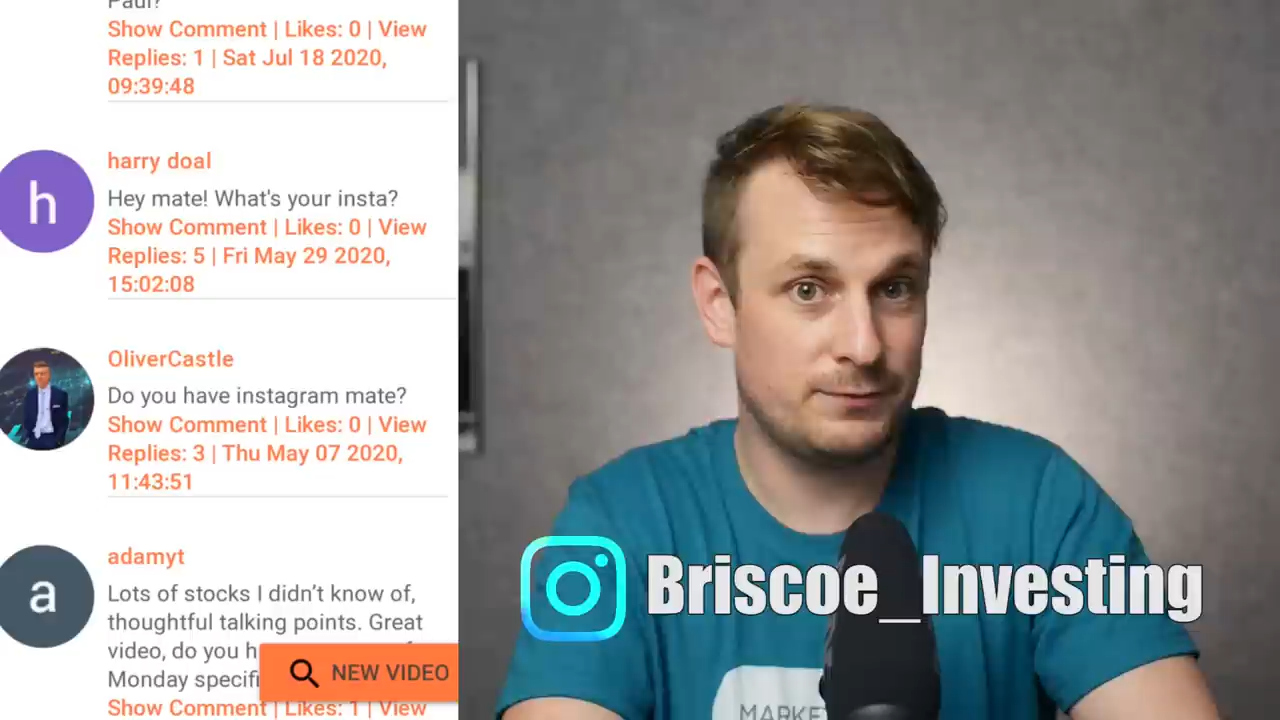 Paul?
Show Comment | Likes: 0 | View
Replies: 1 | Sat Jul 18 2020,
09:39:48
h
harry doal
Hey mate! What's your insta?
Show Comment | Likes: 0 | View
Replies: 5 | Fri May 29 2020,
15:02:08
OliverCastle
Do you have instagram mate?
Show Comment | Likes: 0 | View
Replies: 3 | Thu May 07 2020,
11:43:51
a
adamyt
Lots of stocks I didn’t know of,
thoughtful talking points. Great
video, do you h
Monday specif
Show Comment | Likes: 1 | View
NEW VIDEO
Briscoe_Investing
MARKE